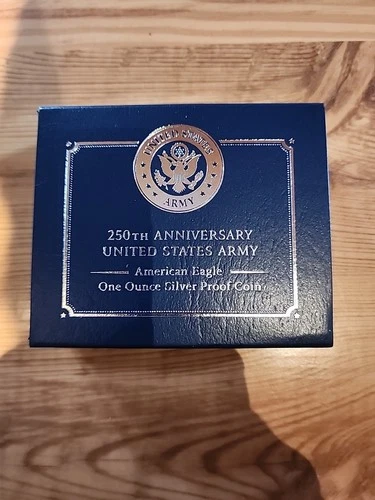 UNITED STATES
ARMY
250TH ANNIVERSARY
UNITED STATES ARMY
American Eagle
One Ounce Silver Proof Coin